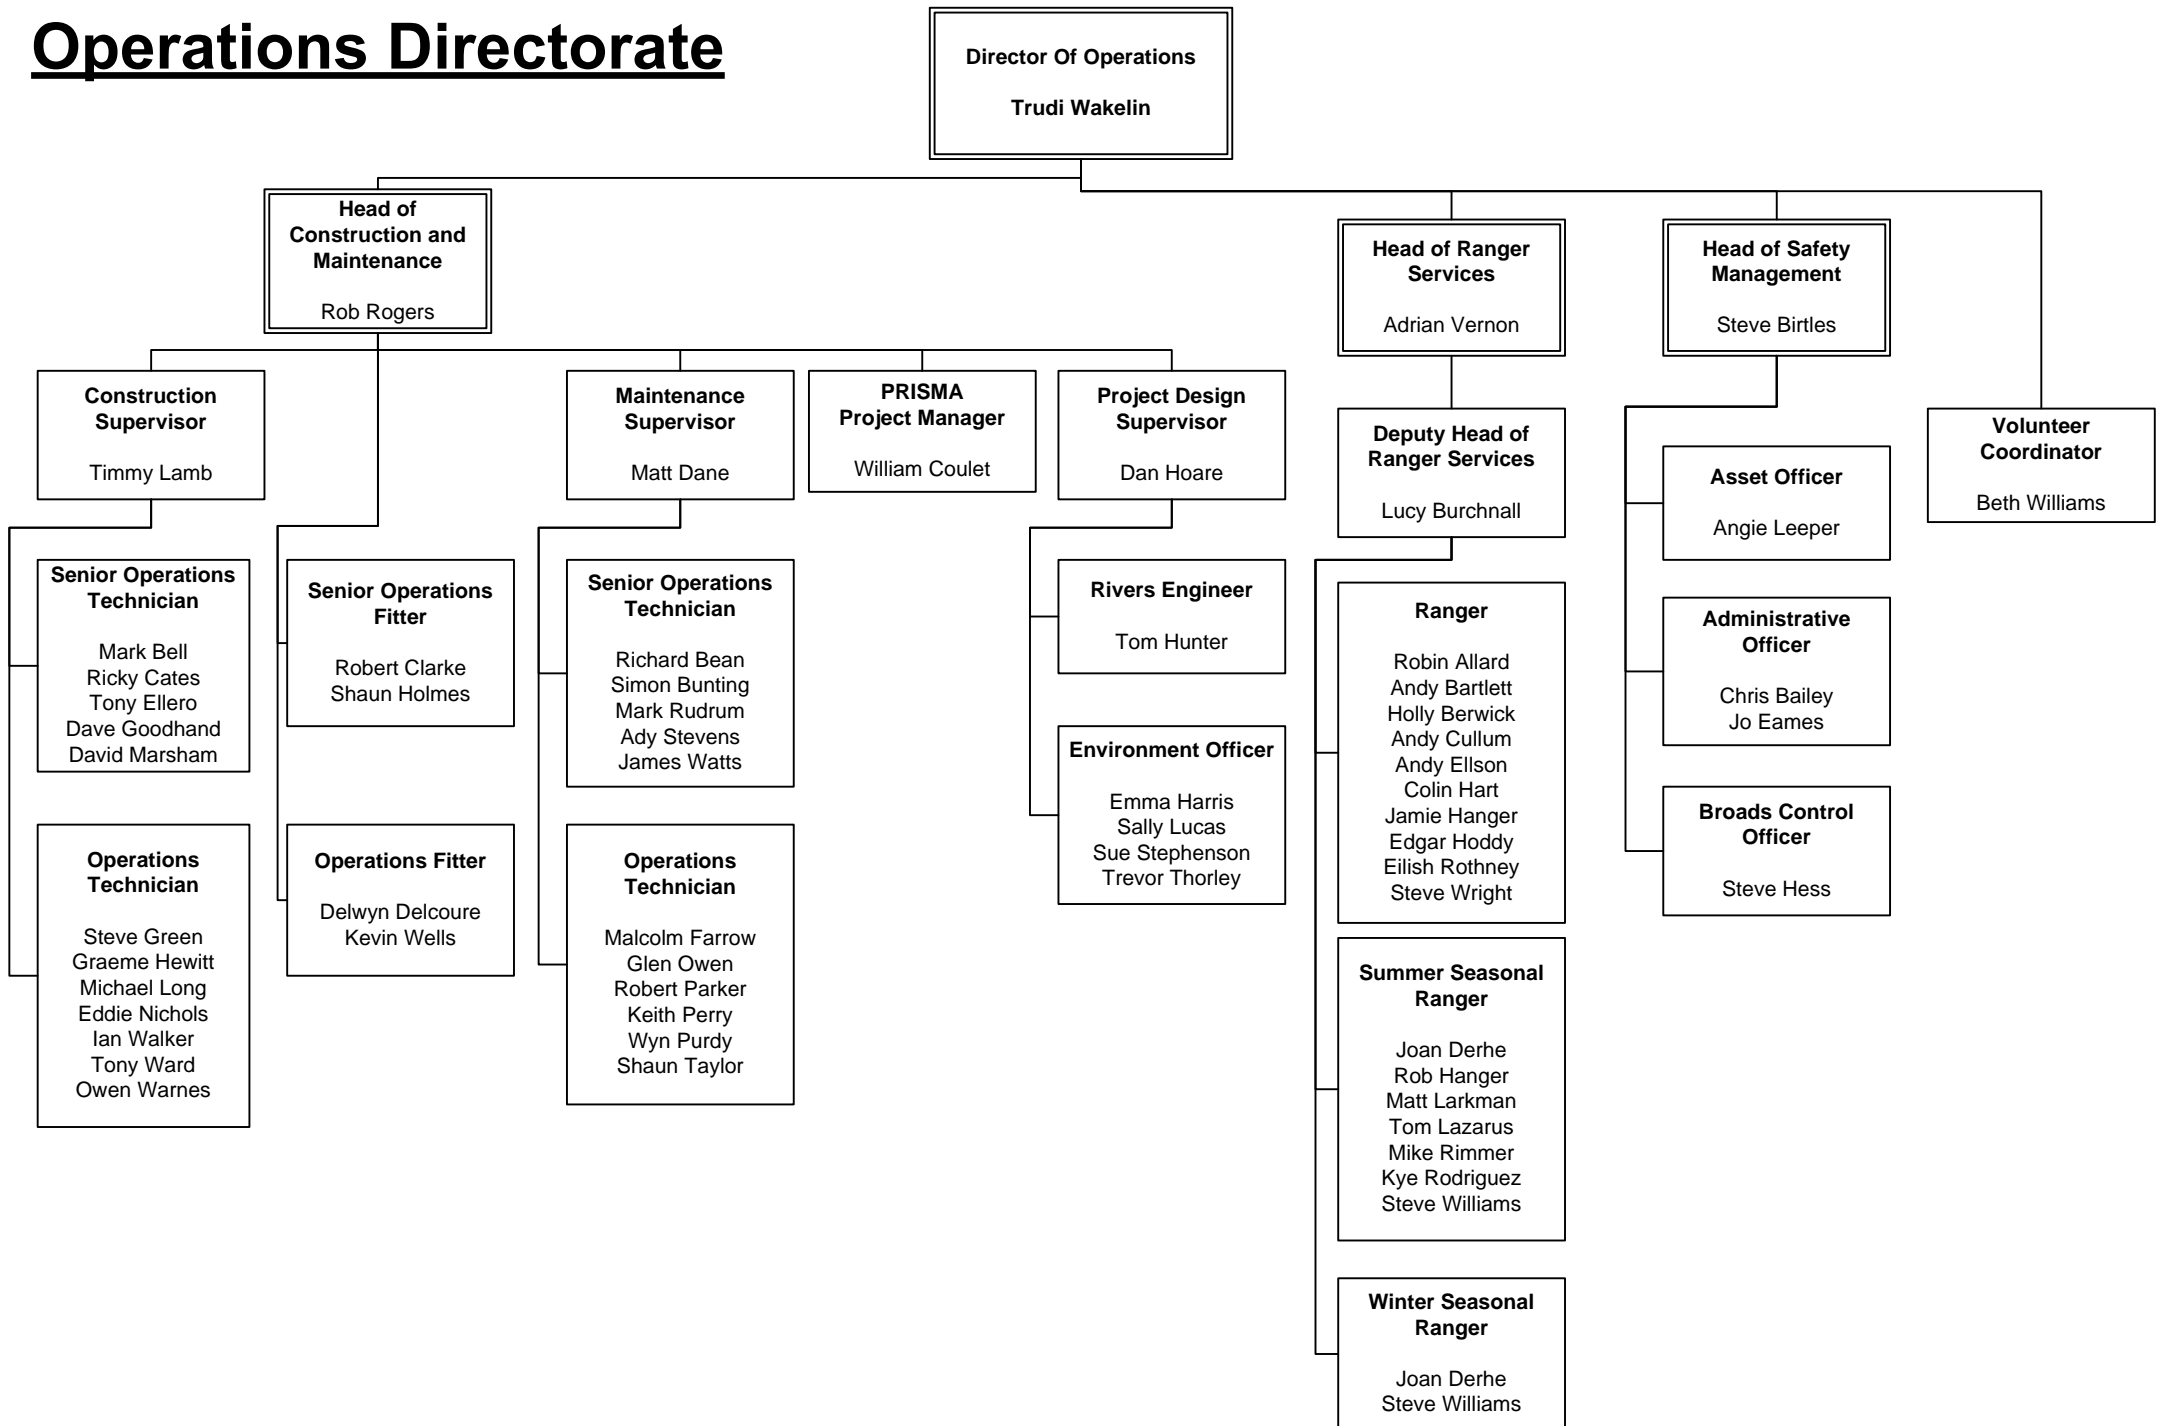 Operations Directorate
Director Of Operations
Trudi Wakelin
Head of
Construction and
Maintenance
Rob Rogers
Head of Ranger
Services
Adrian Vernon
Head of Safety
Management
Steve Birtles
Construction
Supervisor
Timmy Lamb
Maintenance
Supervisor
Matt Dane
PRISMA
Project Manager
William Coulet
Project Design
Supervisor
Dan Hoare
Deputy Head of
Ranger Services
Lucy Burchnall
Volunteer
Coordinator
Beth Williams
Senior Operations
Technician
Mark Bell
Ricky Cates
Tony Ellero
Dave Goodhand
David Marsham
Senior Operations
Fitter
Robert Clarke
Shaun Holmes
Senior Operations
Technician
Richard Bean
Simon Bunting
Mark Rudrum
Ady Stevens
James Watts
Rivers Engineer
Tom Hunter
Environment Officer
Emma Harris
Sally Lucas
Sue Stephenson
Trevor Thorley
Ranger
Robin Allard
Andy Bartlett
Holly Berwick
Andy Cullum
Andy Ellson
Colin Hart
Jamie Hanger
Edgar Hoddy
Eilish Rothney
Steve Wright
Asset Officer
Angie Leeper
Administrative
Officer
Chris Bailey
Jo Eames
Broads Control
Officer
Steve Hess
Operations
Technician
Steve Green
Graeme Hewitt
Michael Long
Eddie Nichols
Ian Walker
Tony Ward
Owen Warnes
Operations Fitter
Delwyn Delcoure
Kevin Wells
Operations
Technician
Malcolm Farrow
Glen Owen
Robert Parker
Keith Perry
Wyn Purdy
Shaun Taylor
Summer Seasonal
Ranger
Joan Derhe
Rob Hanger
Matt Larkman
Tom Lazarus
Mike Rimmer
Kye Rodriguez
Steve Williams
Winter Seasonal
Ranger
Joan Derhe
Steve Williams